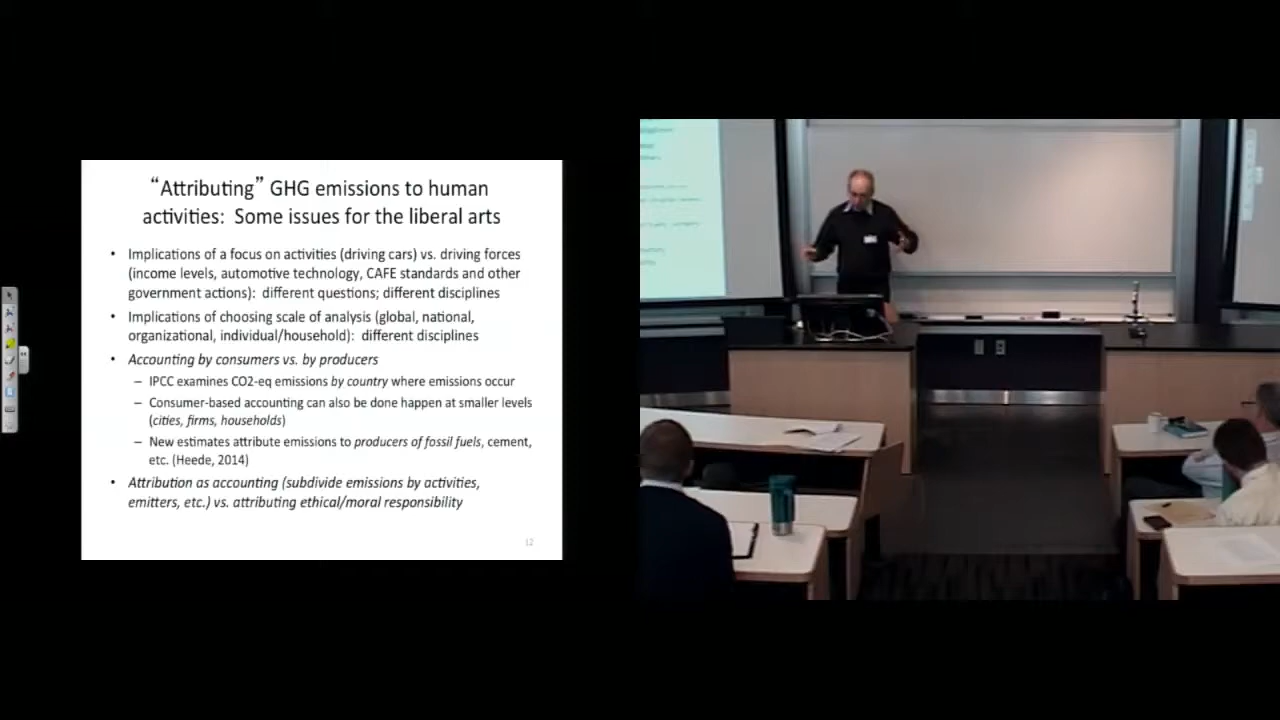 “Attributing” GHG emissions to human
activities:  Some issues for the liberal arts
• Implications of a focus on activities (driving cars) vs. driving forces
(income levels, automotive technology, CAFE standards and other
government actions):  different questions; different disciplines
• Implications of choosing scale of analysis (global, national,
organizational, individual/household):  different disciplines
• Accounting by consumers vs. by producers
– IPCC examines CO2-eq emissions by country where emissions occur
– Consumer-based accounting can also be done happen at smaller levels
(cities, firms, households)
– New estimates attribute emissions to producers of fossil fuels, cement,
etc. (Heede, 2014)
• Attribution as accounting (subdivide emissions by activities,
emitters, etc.) vs. attributing ethical/moral responsibility
12